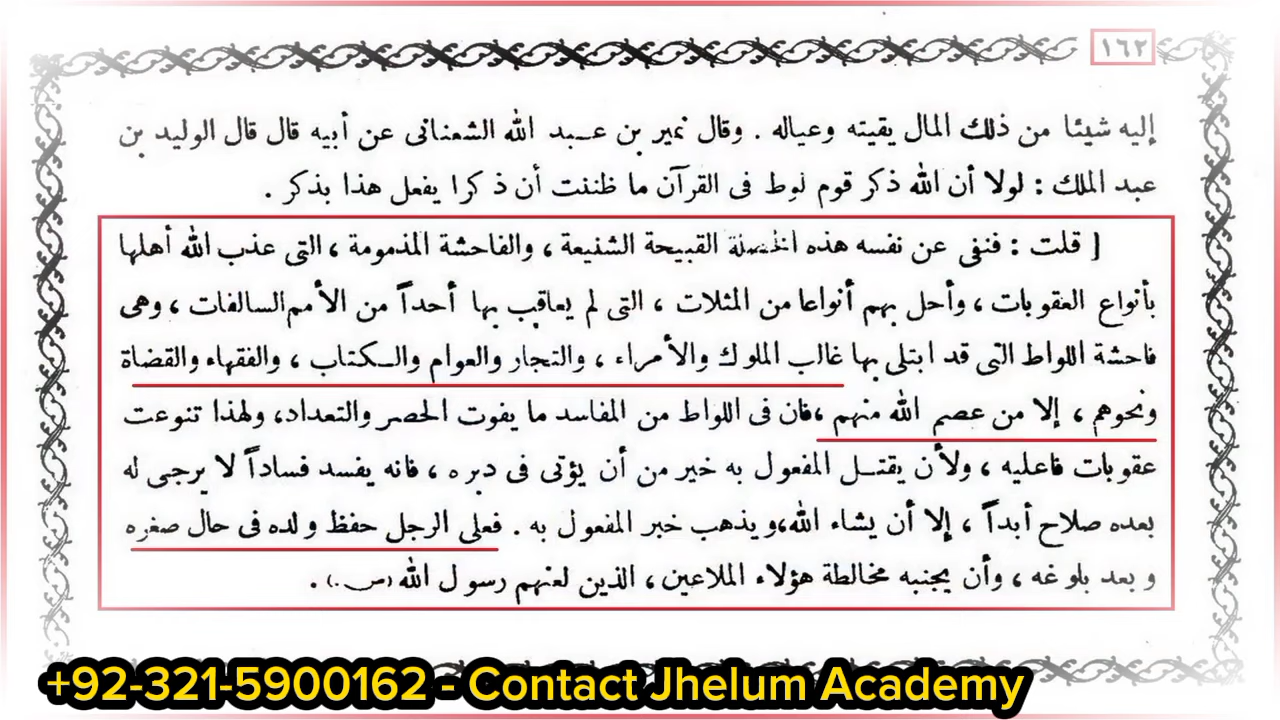 ١٦٢
إليه شيئا من ذلك المال يقيته وعياله . وقال نمير بن عبد الله الشعنانى عن أبيه قال قال الوليد بن
عبد الملك : لولا أن الله ذكر قوم لوط فى القرآن ما ظننت أن ذكرا يفعل هذا بذكر .
[ قلت : فنفى عن نفسه هذه الخصلة القبيحة الشنيعة ، والفاحشة المذمومة ، التى عذب الله أهلها
بأنواع العقوبات ، وأحل بهم أنواعا من المثلات ، التى لم يعاقب بها أحداً من الأمم السالفات ، وهى
فاحشة اللواط التى قد ابتلى بها غالب الملوك والأمراء ، والتجار والعوام والكتاب ، والفقهاء والقضاة
ونحوهم ، إلا من عصم الله منهم ، فان فى اللواط من المفاسد ما يفوت الحصر والتعداد، ولهذا تنوعت
عقوبات فاعليه ، ولأن يقتل المفعول به خير من أن يؤتى فى دبره ، فانه يفسد فساداً لا يرجى له
بعده صلاح أبداً ، إلا أن يشاء الله، ويذهب خبر المفعول به . فعلى الرجل حفظ ولده فى حال صغره
وبعد بلوغه ، وأن يجنبه مخالطة هؤلاء الملاعين ، الذين لعنهم رسول الله (ص.) .
+92-321-5900162 - Contact Jhelum Academy